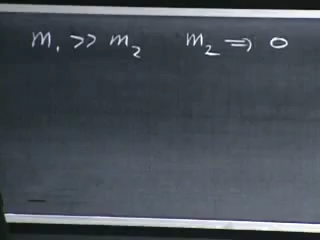 m₁ >> m₂ m₂ ⇒ 0